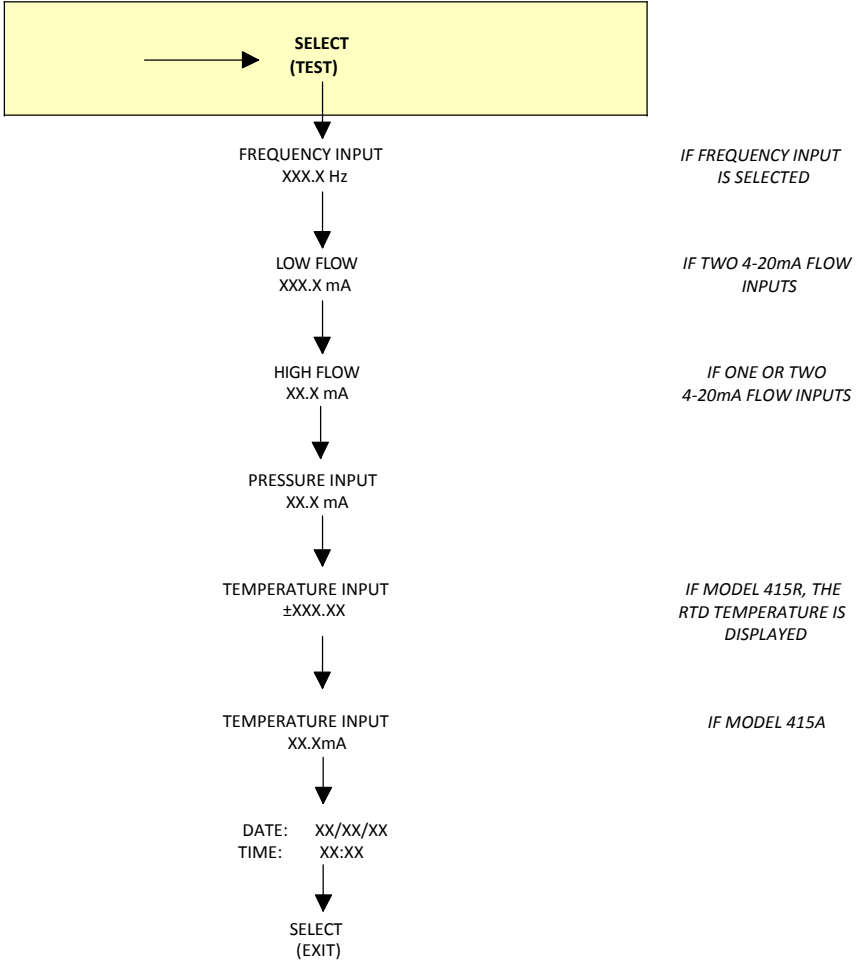 SELECT
(TEST)
FREQUENCY INPUT
XXX.X Hz
IF FREQUENCY INPUT
IS SELECTED
LOW FLOW
XXX.X mA
IF TWO 4-20mA FLOW
INPUTS
HIGH FLOW
XX.X mA
IF ONE OR TWO
4-20mA FLOW INPUTS
PRESSURE INPUT
XX.X mA
TEMPERATURE INPUT
±XXX.XX
IF MODEL 415R, THE
RTD TEMPERATURE IS
DISPLAYED
TEMPERATURE INPUT
XX.XmA
IF MODEL 415A
DATE: XX/XX/XX
TIME: XX:XX
SELECT
(EXIT)